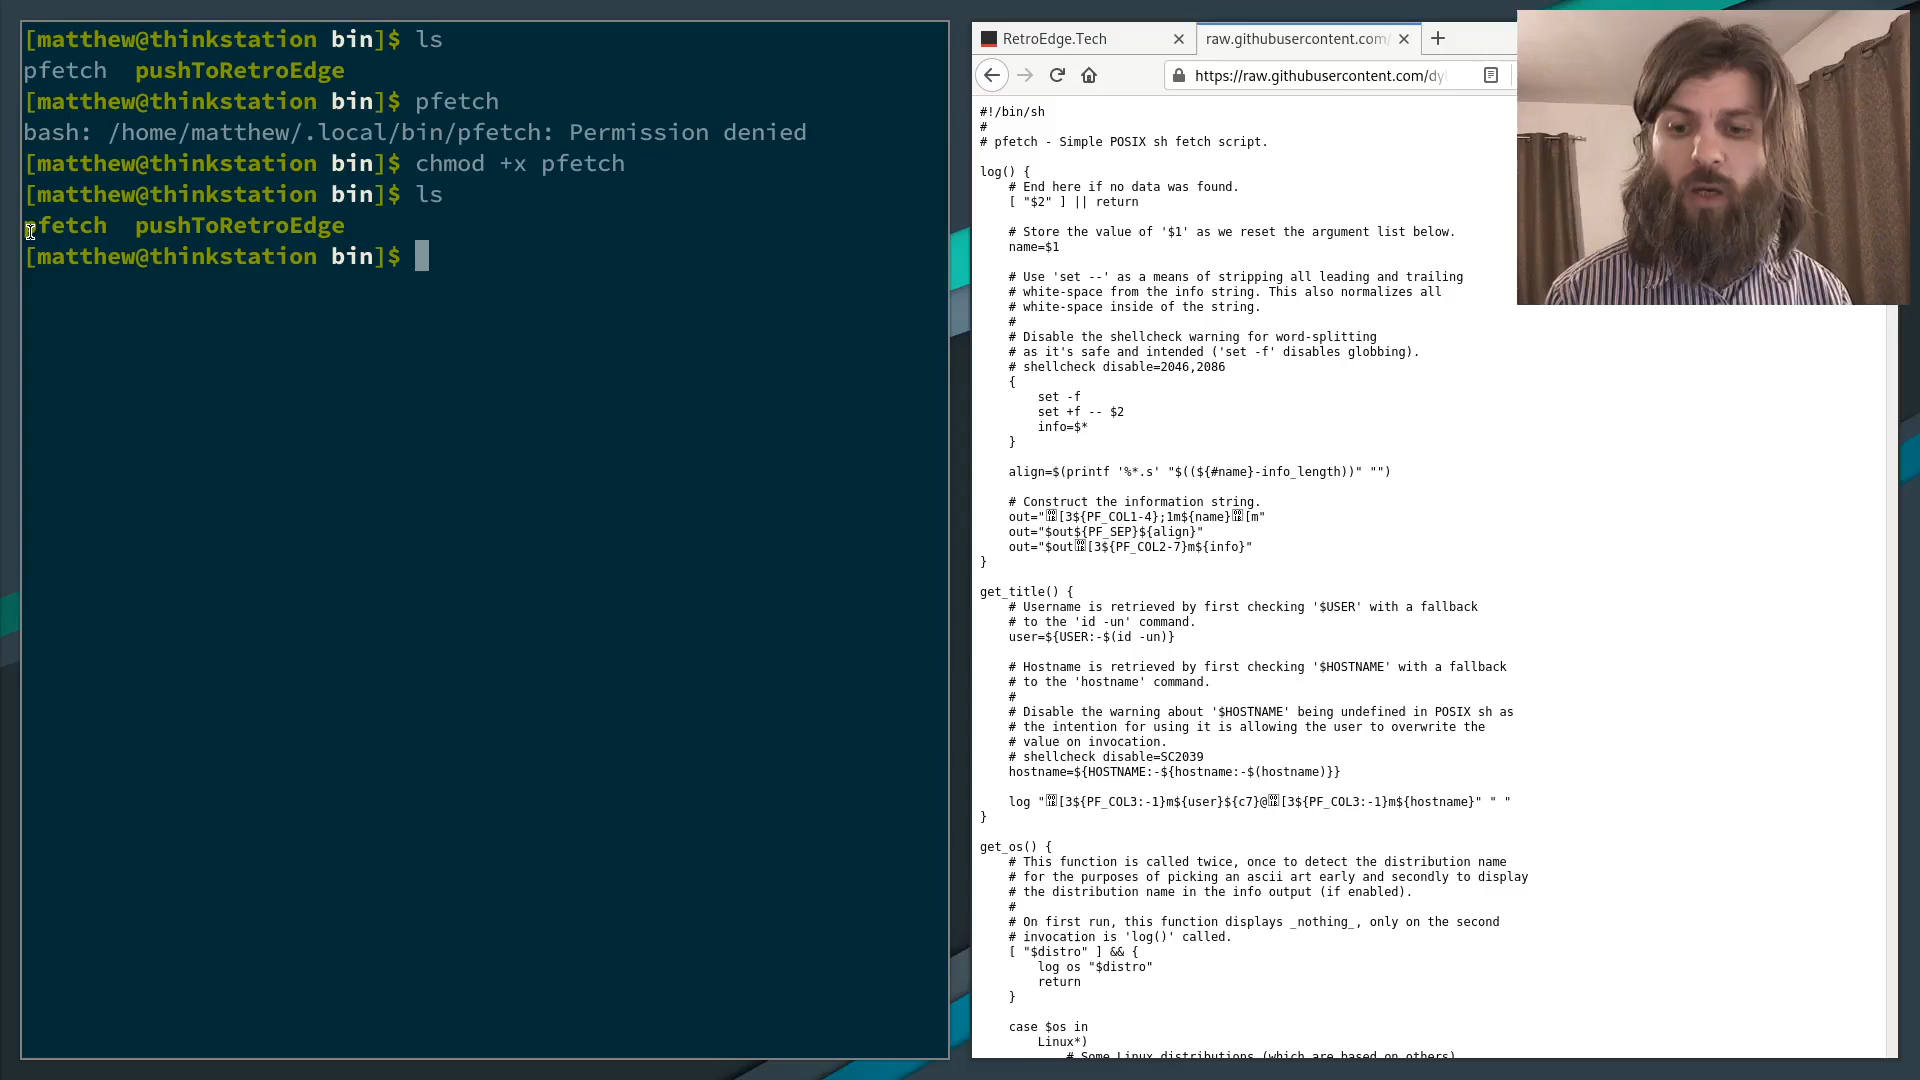 [matthew@thinkstation bin]$ ls
pfetch  pushToRetroEdge
[matthew@thinkstation bin]$ pfetch
bash: /home/matthew/.local/bin/pfetch: Permission denied
[matthew@thinkstation bin]$ chmod +x pfetch
[matthew@thinkstation bin]$ ls
pfetch  pushToRetroEdge
[matthew@thinkstation bin]$
RetroEdge.Tech
raw.githubusercontent.com/
https://raw.githubusercontent.com/dyl
#!/bin/sh
#
# pfetch - Simple POSIX sh fetch script.
log() {
    # End here if no data was found.
    [ "$2" ] || return
    # Store the value of '$1' as we reset the argument list below.
    name=$1
    # Use 'set --' as a means of stripping all leading and trailing
    # white-space from the info string. This also normalizes all
    # white-space inside of the string.
    #
    # Disable the shellcheck warning for word-splitting
    # as it's safe and intended ('set -f' disables globbing).
    # shellcheck disable=2046,2086
    {
        set -f
        set +f -- $2
        info=$*
    }
    align=$(printf '%*.s' "$((${#name}-info_length))" "")
    # Construct the information string.
    out="[3${PF_COL1-4};1m${name}[m"
    out="$out${PF_SEP}${align}"
    out="$out[3${PF_COL2-7}m${info}"
}
get_title() {
    # Username is retrieved by first checking '$USER' with a fallback
    # to the 'id -un' command.
    user=${USER:-$(id -un)}
    # Hostname is retrieved by first checking '$HOSTNAME' with a fallback
    # to the 'hostname' command.
    #
    # Disable the warning about '$HOSTNAME' being undefined in POSIX sh as
    # the intention for using it is allowing the user to overwrite the
    # value on invocation.
    # shellcheck disable=SC2039
    hostname=${HOSTNAME:-${hostname:-$(hostname)}}
    log "[3${PF_COL3:-1}m${user}${c7}@[3${PF_COL3:-1}m${hostname}" " "
}
get_os() {
    # This function is called twice, once to detect the distribution name
    # for the purposes of picking an ascii art early and secondly to display
    # the distribution name in the info output (if enabled).
    #
    # On first run, this function displays _nothing_, only on the second
    # invocation is 'log()' called.
    [ "$distro" ] && {
        log os "$distro"
        return
    }
    case $os in
        Linux*)
            # Some Linux distributions (which are based on others)